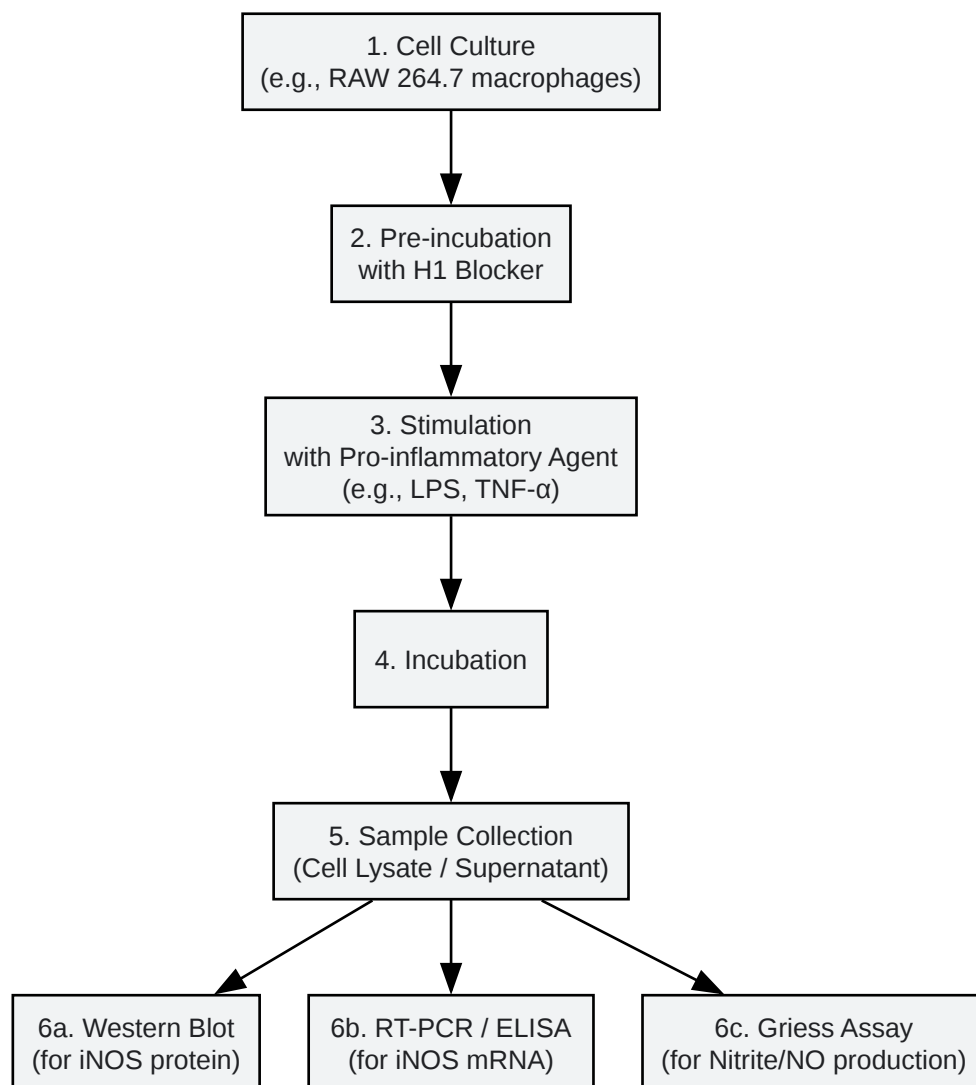 1. Cell Culture
(e.g., RAW 264.7 macrophages)
2. Pre-incubation
with H1 Blocker
3. Stimulation
with Pro-inflammatory Agent
(e.g., LPS, TNF-α)
4. Incubation
5. Sample Collection
(Cell Lysate / Supernatant)
6a. Western Blot
(for iNOS protein)
6b. RT-PCR / ELISA
(for iNOS mRNA)
6c. Griess Assay
(for Nitrite/NO production)